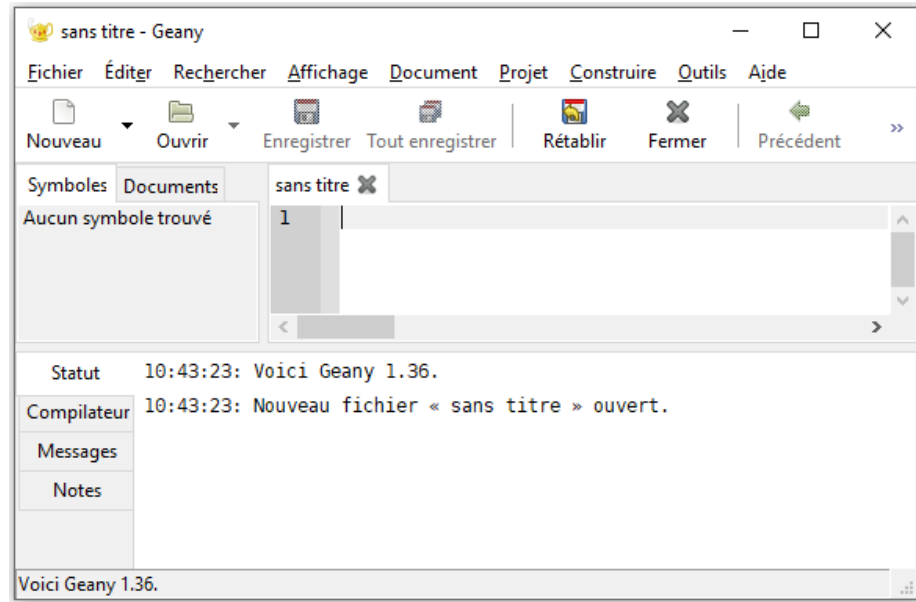 sans titre - Geany
Fichier Éditer Rechercher Affichage Document Projet Construire Outils Aide
Nouveau Ouvrir Enregistrer Tout enregistrer Rétablir Fermer Précédent »
Symboles Documents sans titre
Aucun symbole trouvé 1
Statut 10:43:23: Voici Geany 1.36.
Compilateur 10:43:23: Nouveau fichier « sans titre » ouvert.
Messages
Notes
Voici Geany 1.36.